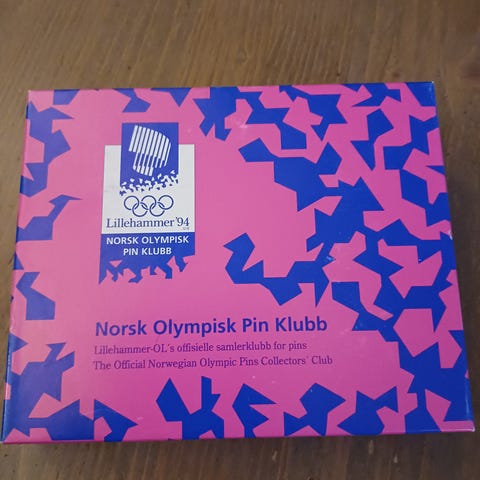 Lillehammer '94
NORSK OLYMPISK
PIN KLUBB
Norsk Olympisk Pin Klubb
Lillehammer-OL´s offisielle samlerklubb for pins
The Official Norwegian Olympic Pins Collectors´ Club